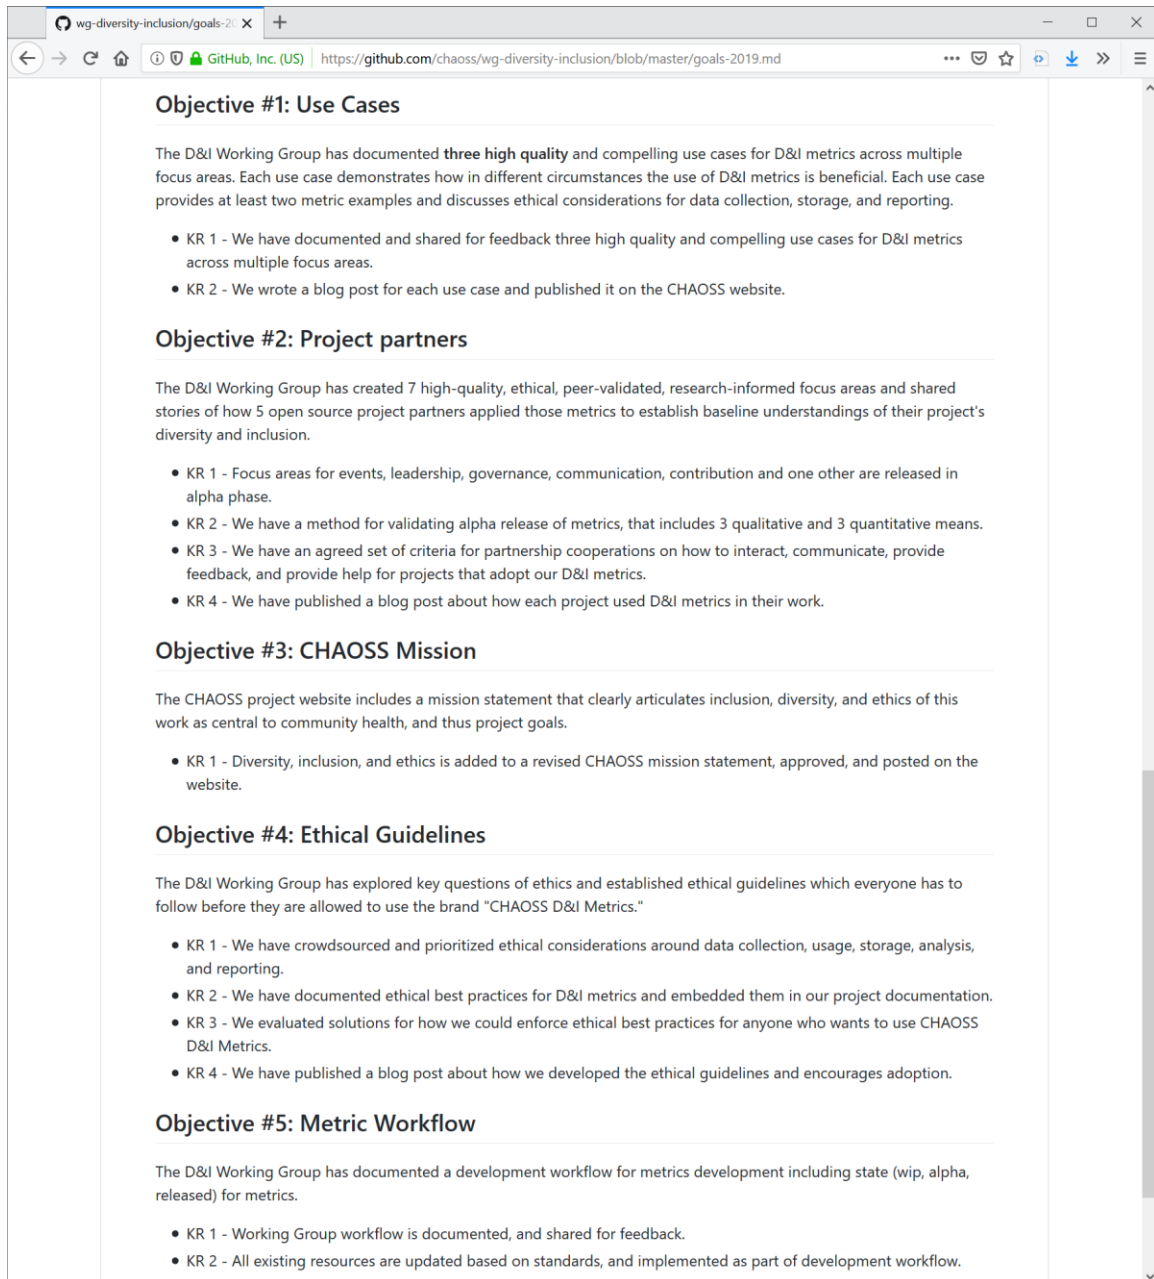 wg-diversity-inclusion/goals-20
GitHub, Inc. (US) https://github.com/chaoss/wg-diversity-inclusion/blob/master/goals-2019.md
Objective #1: Use Cases
The D&I Working Group has documented three high quality and compelling use cases for D&I metrics across multiple
focus areas. Each use case demonstrates how in different circumstances the use of D&I metrics is beneficial. Each use case
provides at least two metric examples and discusses ethical considerations for data collection, storage, and reporting.
• KR 1 - We have documented and shared for feedback three high quality and compelling use cases for D&I metrics
across multiple focus areas.
• KR 2 - We wrote a blog post for each use case and published it on the CHAOSS website.
Objective #2: Project partners
The D&I Working Group has created 7 high-quality, ethical, peer-validated, research-informed focus areas and shared
stories of how 5 open source project partners applied those metrics to establish baseline understandings of their project's
diversity and inclusion.
• KR 1 - Focus areas for events, leadership, governance, communication, contribution and one other are released in
alpha phase.
• KR 2 - We have a method for validating alpha release of metrics, that includes 3 qualitative and 3 quantitative means.
• KR 3 - We have an agreed set of criteria for partnership cooperations on how to interact, communicate, provide
feedback, and provide help for projects that adopt our D&I metrics.
• KR 4 - We have published a blog post about how each project used D&I metrics in their work.
Objective #3: CHAOSS Mission
The CHAOSS project website includes a mission statement that clearly articulates inclusion, diversity, and ethics of this
work as central to community health, and thus project goals.
• KR 1 - Diversity, inclusion, and ethics is added to a revised CHAOSS mission statement, approved, and posted on the
website.
Objective #4: Ethical Guidelines
The D&I Working Group has explored key questions of ethics and established ethical guidelines which everyone has to
follow before they are allowed to use the brand "CHAOSS D&I Metrics."
• KR 1 - We have crowdsourced and prioritized ethical considerations around data collection, usage, storage, analysis,
and reporting.
• KR 2 - We have documented ethical best practices for D&I metrics and embedded them in our project documentation.
• KR 3 - We evaluated solutions for how we could enforce ethical best practices for anyone who wants to use CHAOSS
D&I Metrics.
• KR 4 - We have published a blog post about how we developed the ethical guidelines and encourages adoption.
Objective #5: Metric Workflow
The D&I Working Group has documented a development workflow for metrics development including state (wip, alpha,
released) for metrics.
• KR 1 - Working Group workflow is documented, and shared for feedback.
• KR 2 - All existing resources are updated based on standards, and implemented as part of development workflow.